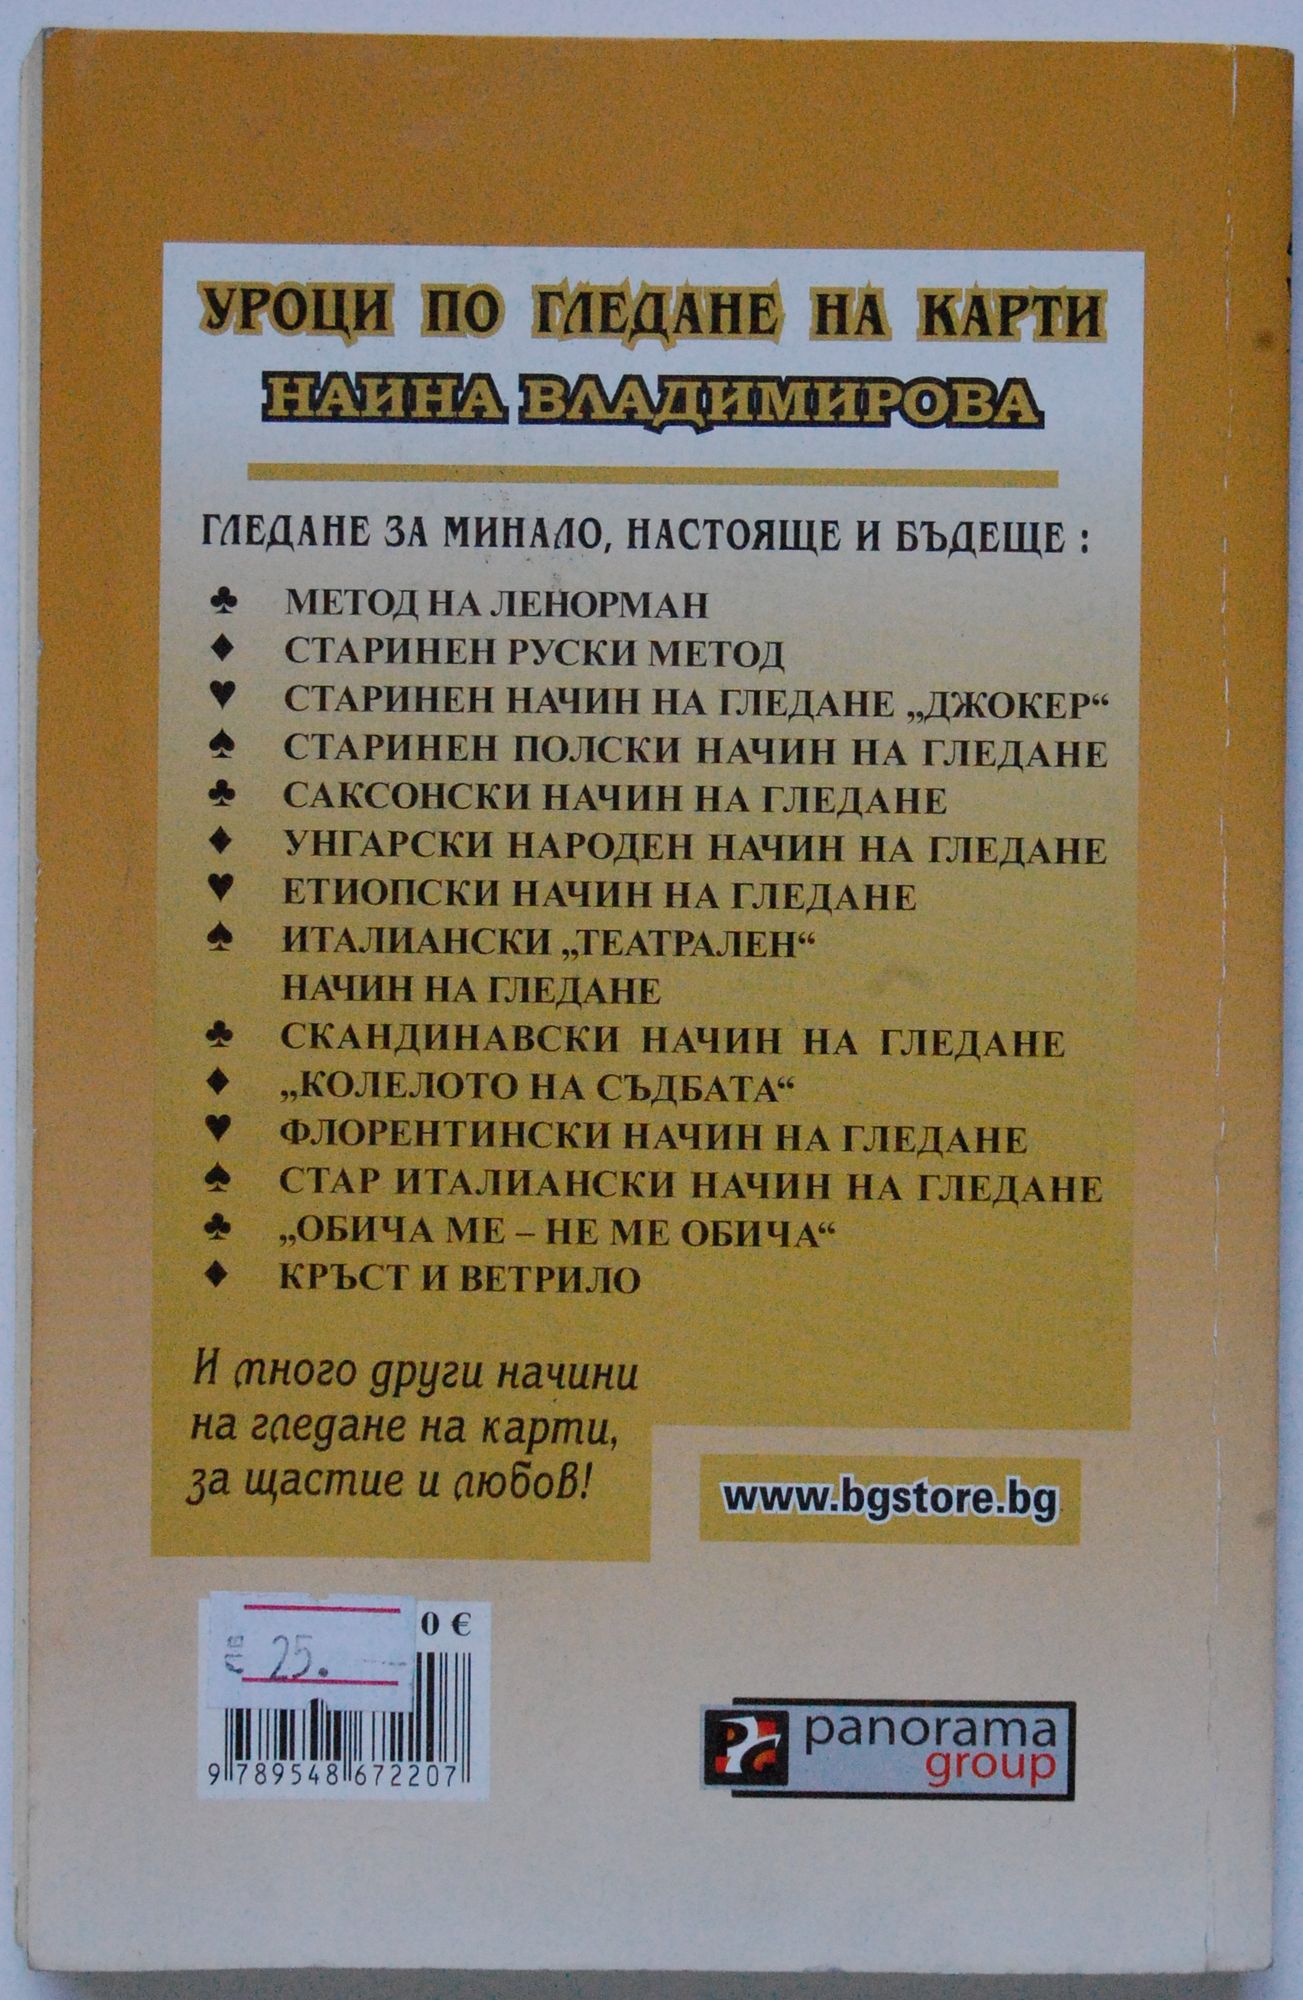 УРОЦИ ПО ГЛЕДАНЕ НА КАРТИ
НАИНА ВЛАДИМИРОВА
ГЛЕДАНЕ ЗА МИНАЛО, НАСТОЯЩЕ И БЪДЕЩЕ :
♣ МЕТОД НА ЛЕНОРМАН
♦ СТАРИНЕН РУСКИ МЕТОД
♥ СТАРИНЕН НАЧИН НА ГЛЕДАНЕ „ДЖОКЕР“
♠ СТАРИНЕН ПОЛСКИ НАЧИН НА ГЛЕДАНЕ
♣ САКСОНСКИ НАЧИН НА ГЛЕДАНЕ
♦ УНГАРСКИ НАРОДЕН НАЧИН НА ГЛЕДАНЕ
♥ ЕТИОПСКИ НАЧИН НА ГЛЕДАНЕ
♠ ИТАЛИАНСКИ „ТЕАТРАЛЕН“
НАЧИН НА ГЛЕДАНЕ
♣ СКАНДИНАВСКИ НАЧИН НА ГЛЕДАНЕ
♦ „КОЛЕЛОТО НА СЪДБАТА“
♥ ФЛОРЕНТИНСКИ НАЧИН НА ГЛЕДАНЕ
♠ СТАР ИТАЛИАНСКИ НАЧИН НА ГЛЕДАНЕ
♣ „ОБИЧА МЕ – НЕ МЕ ОБИЧА“
♦ КРЪСТ И ВЕТРИЛО
И много други начини
на гледане на карти,
за щастие и любов!
www.bgstore.bg
0 €
25.
9 789548 672207
panorama
group